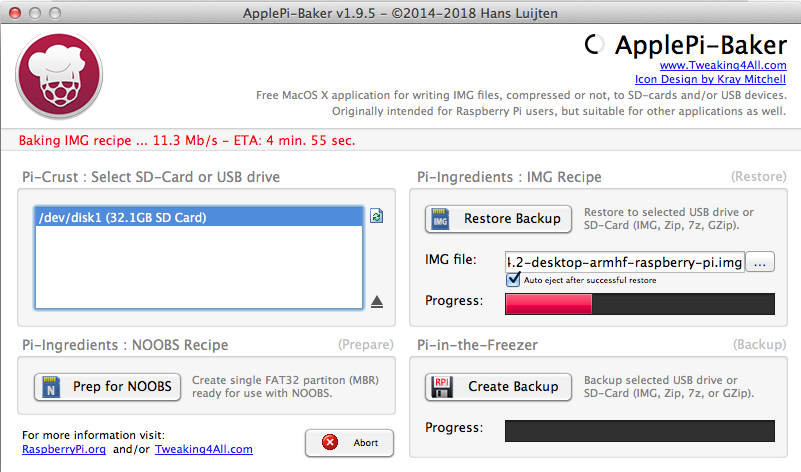 ApplePi-Baker v1.9.5 - ©2014-2018 Hans Luijten
ApplePi-Baker
www.Tweaking4All.com
Icon Design by Kray Mitchell
Free MacOS X application for writing IMG files, compressed or not, to SD-cards and/or USB devices.
Originally intended for Raspberry Pi users, but suitable for other applications as well.
Baking IMG recipe ... 11.3 Mb/s - ETA: 4 min. 55 sec.
Pi-Crust : Select SD-Card or USB drive
/dev/disk1 (32.1GB SD Card)
Pi-Ingredients : IMG Recipe
(Restore)
IMG
Restore Backup
Restore to selected USB drive or
SD-Card (IMG, Zip, 7z, GZip).
IMG file:
4.2-desktop-armhf-raspberry-pi.img
...
Auto eject after successful restore
Progress:
Pi-Ingredients : NOOBS Recipe
(Prepare)
N
Prep for NOOBS
Create single FAT32 partiton (MBR)
ready for use with NOOBS.
Pi-in-the-Freezer
(Backup)
RPI
Create Backup
Backup selected USB drive or
SD-Card (IMG, Zip, 7z, or GZip).
Progress:
For more information visit:
RaspberryPi.org and/or Tweaking4All.com
Abort